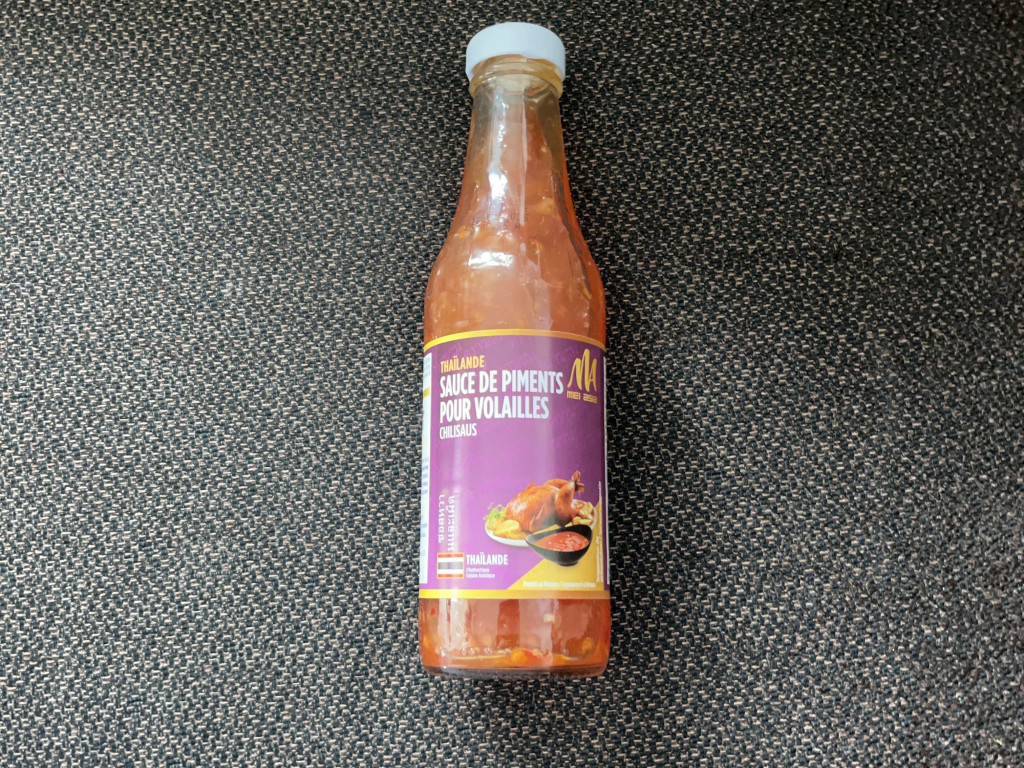 THAÏLANDE
SAUCE DE PIMENTS
POUR VOLAILLES
CHILISAUS
MEI ASIA
THAÏLANDE